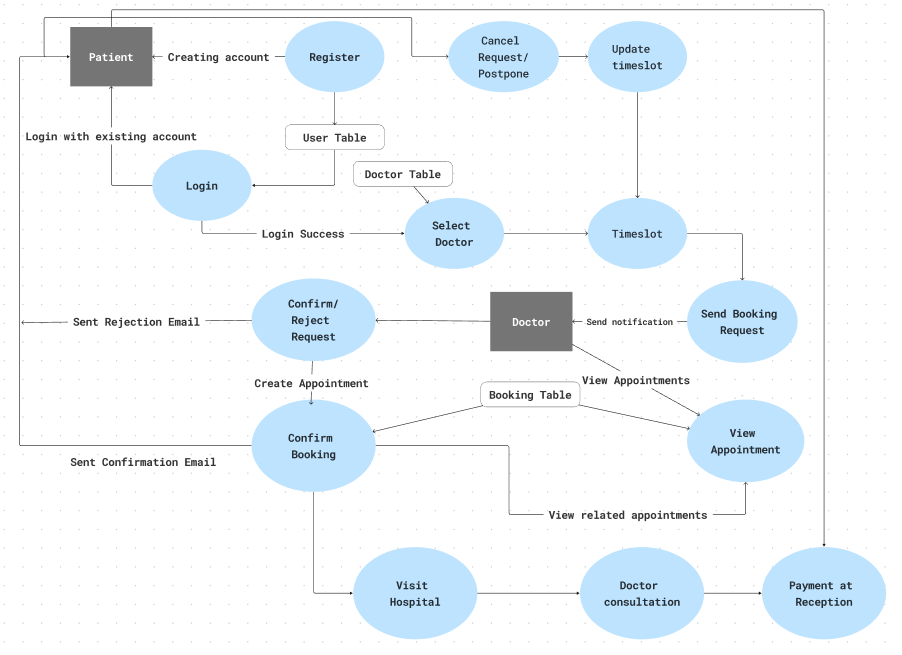 Patient
Creating account
Register
Cancel
Request/
Postpone
Update
timeslot
Login with existing account
User Table
Login
Doctor Table
Login Success
Select
Doctor
Timeslot
Sent Rejection Email
Confirm/
Reject
Request
Doctor
Send notification
Send Booking
Request
Create Appointment
View Appointments
Booking Table
Confirm
Booking
View
Appointment
Sent Confirmation Email
View related appointments
Visit
Hospital
Doctor
consultation
Payment at
Reception